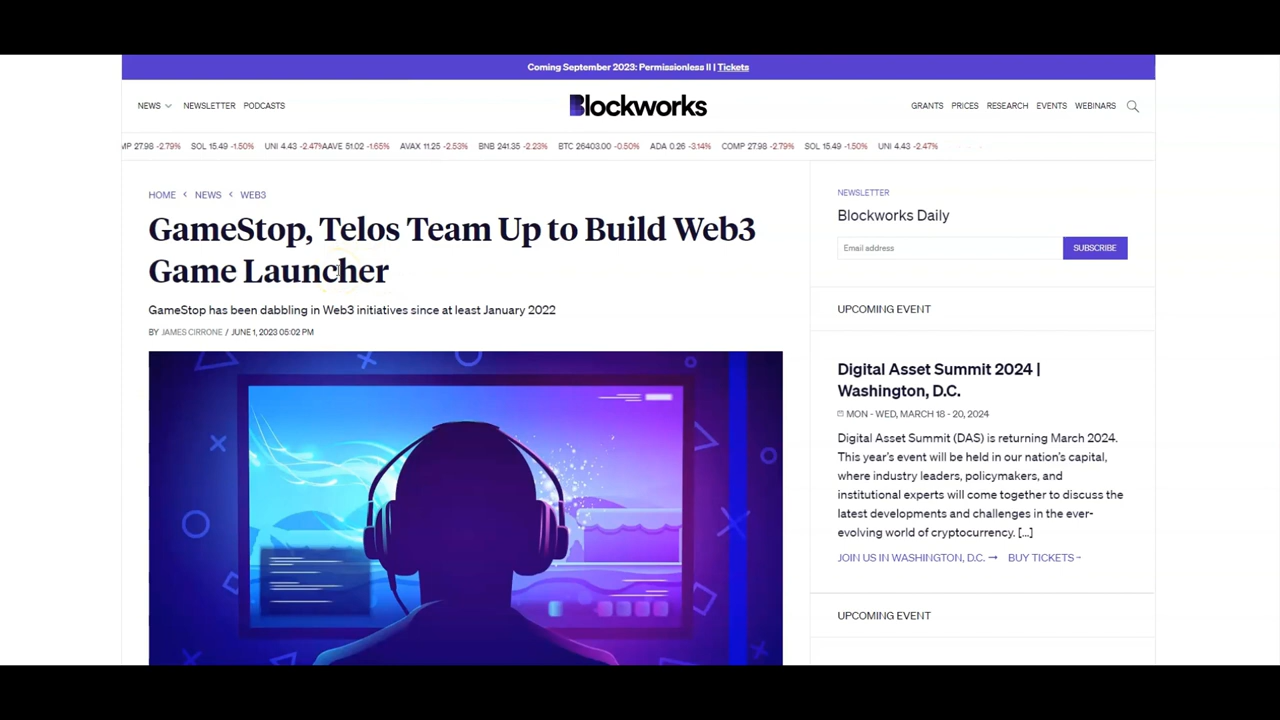 Coming September 2023: Permissionless II | Tickets
NEWS NEWSLETTER PODCASTS
Blockworks
GRANTS PRICES RESEARCH EVENTS WEBINARS
MP 27.98 -2.79% SOL 15.49 -1.50% UNI 4.43 -2.47%AAVE 51.02 -1.65% AVAX 11.25 -2.53% BNB 241.35 -2.23% BTC 26403.00 -0.50% ADA 0.26 -3.14% COMP 27.98 -2.79% SOL 15.49 -1.50% UNI 4.43 -2.47%
HOME < NEWS < WEB3
GameStop, Telos Team Up to Build Web3
Game Launcher
GameStop has been dabbling in Web3 initiatives since at least January 2022
BY JAMES CIRRONE / JUNE 1, 2023 05:02 PM
NEWSLETTER
Blockworks Daily
Email address
SUBSCRIBE
UPCOMING EVENT
Digital Asset Summit 2024 |
Washington, D.C.
MON - WED, MARCH 18 - 20, 2024
Digital Asset Summit (DAS) is returning March 2024.
This year's event will be held in our nation's capital,
where industry leaders, policymakers, and
institutional experts will come together to discuss the
latest developments and challenges in the ever-
evolving world of cryptocurrency. [...]
JOIN US IN WASHINGTON, D.C. → BUY TICKETS→
UPCOMING EVENT